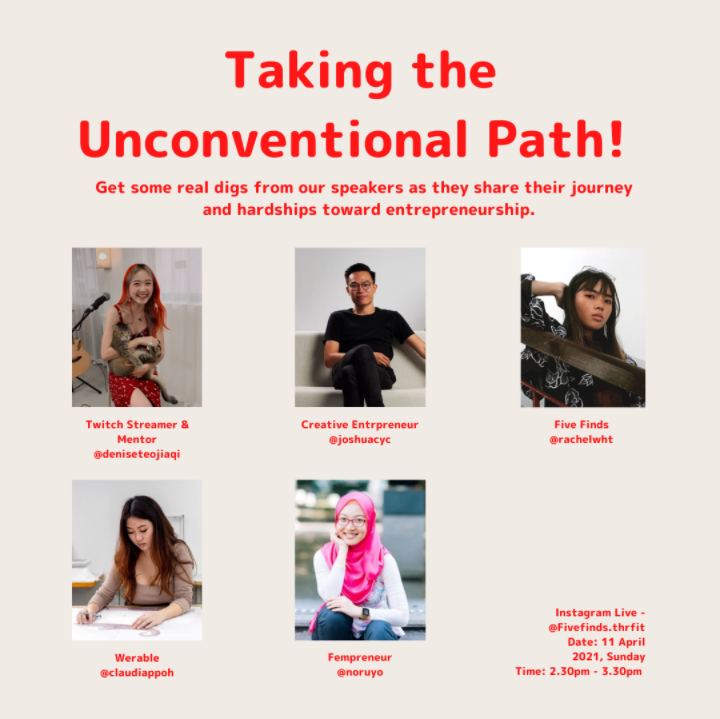 Taking the
Unconventional Path!
Get some real digs from our speakers as they share their journey
and hardships toward entrepreneurship.
Twitch Streamer &
Mentor
@deniseteojiaqi
Creative Entrpreneur
@joshuacyc
Five Finds
@rachelwht
Werable
@claudiappoh
Fempreneur
@noruyo
Instagram Live -
@Fivefinds.thrfit
Date: 11 April
2021, Sunday
Time: 2.30pm - 3.30pm